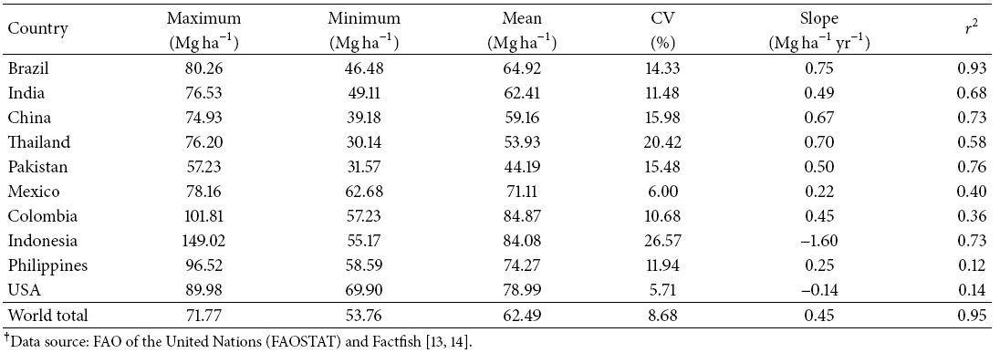 Country Maximum Minimum Mean CV Slope r²
(Mg ha⁻¹) (Mg ha⁻¹) (Mg ha⁻¹) (%) (Mg ha⁻¹ yr⁻¹)
Brazil 80.26 46.48 64.92 14.33 0.75 0.93
India 76.53 49.11 62.41 11.48 0.49 0.68
China 74.93 39.18 59.16 15.98 0.67 0.73
Thailand 76.20 30.14 53.93 20.42 0.70 0.58
Pakistan 57.23 31.57 44.19 15.48 0.50 0.76
Mexico 78.16 62.68 71.11 6.00 0.22 0.40
Colombia 101.81 57.23 84.87 10.68 0.45 0.36
Indonesia 149.02 55.17 84.08 26.57 −1.60 0.73
Philippines 96.52 58.59 74.27 11.94 0.25 0.12
USA 89.98 69.90 78.99 5.71 −0.14 0.14
World total 71.77 53.76 62.49 8.68 0.45 0.95
†Data source: FAO of the United Nations (FAOSTAT) and Factfish [13, 14].